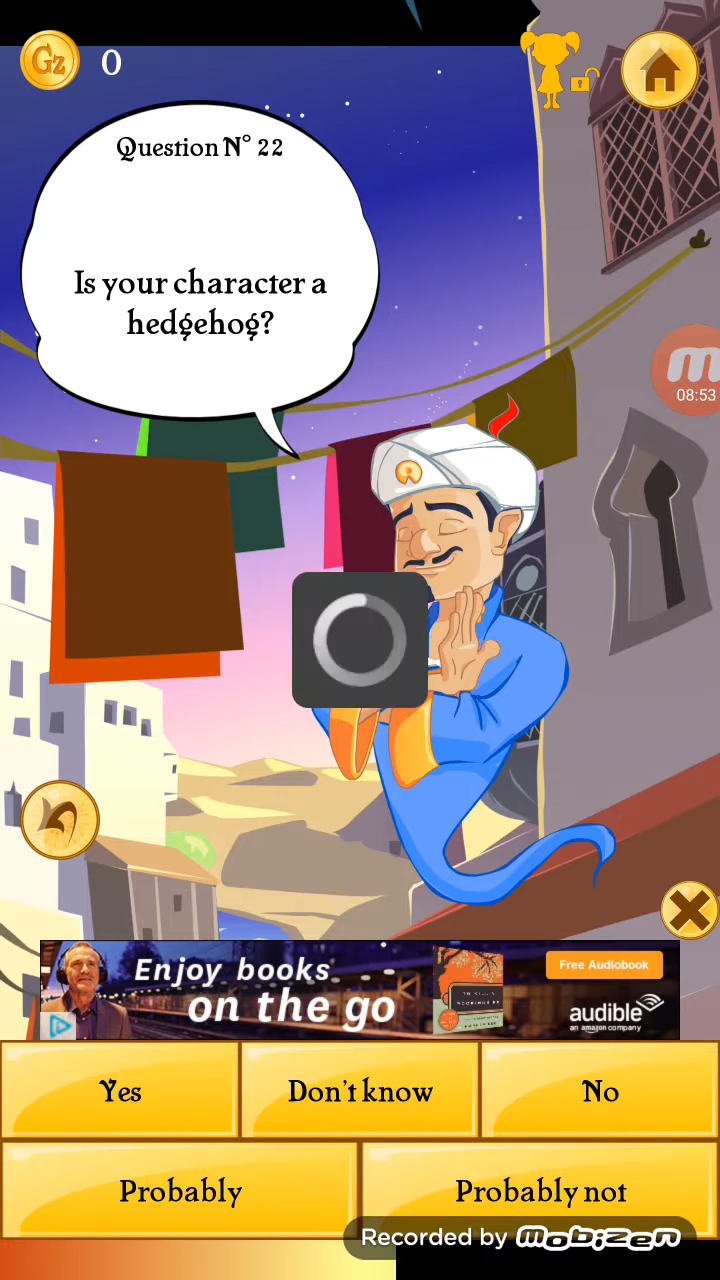 Gz 0
Question N° 22
Is your character a
hedgehog?
08:53
Enjoy books
on the go
Free Audiobook
audible
an amazon company
Yes
Don't know
No
Probably
Probably not
Recorded by mobizen